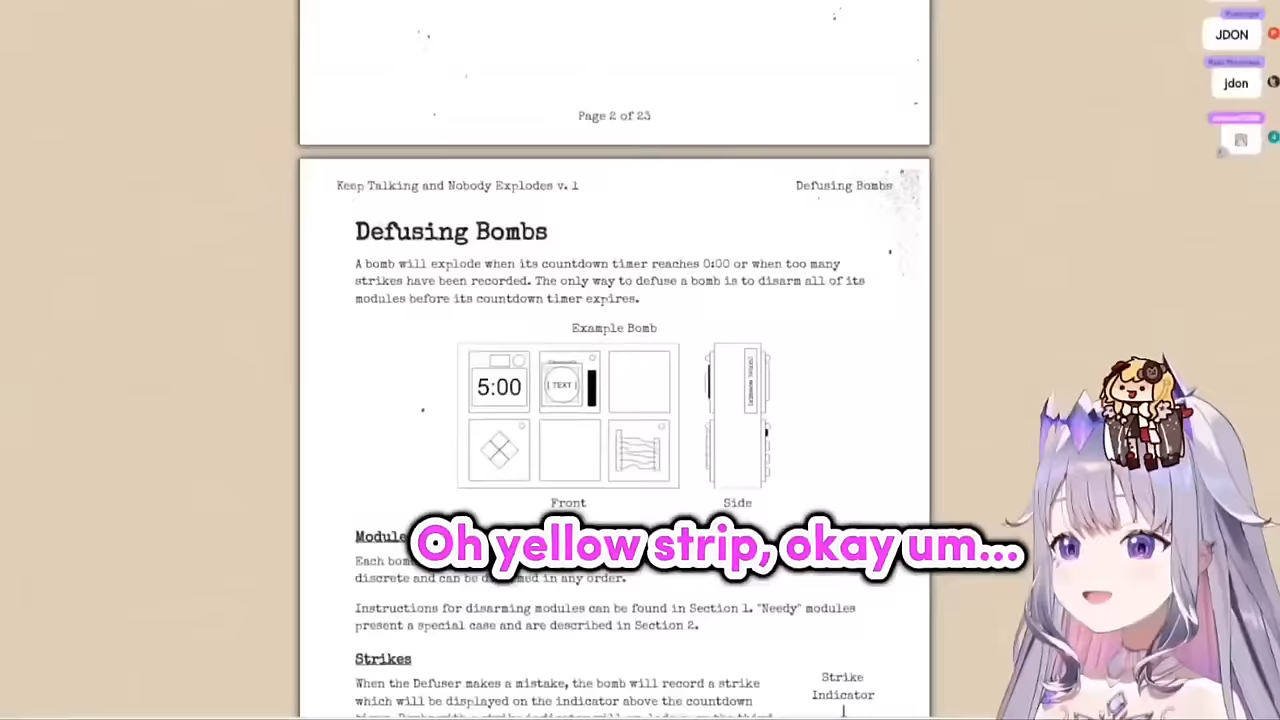 JDON
jdon
Page 2 of 23
Keep Talking and Nobody Explodes v. 1
Defusing Bombs
Defusing Bombs
A bomb will explode when its countdown timer reaches 0:00 or when too many
strikes have been recorded. The only way to defuse a bomb is to disarm all of its
modules before its countdown timer expires.
Example Bomb
5:00
TEXT
Front
Side
Module
Oh yellow strip, okay um...
Each bom
discrete and can be d med in any order.
Instructions for disarming modules can be found in Section 1. "Needy" modules
present a special case and are described in Section 2.
Strikes
When the Defuser makes a mistake, the bomb will record a strike
which will be displayed on the indicator above the countdown
Strike
Indicator